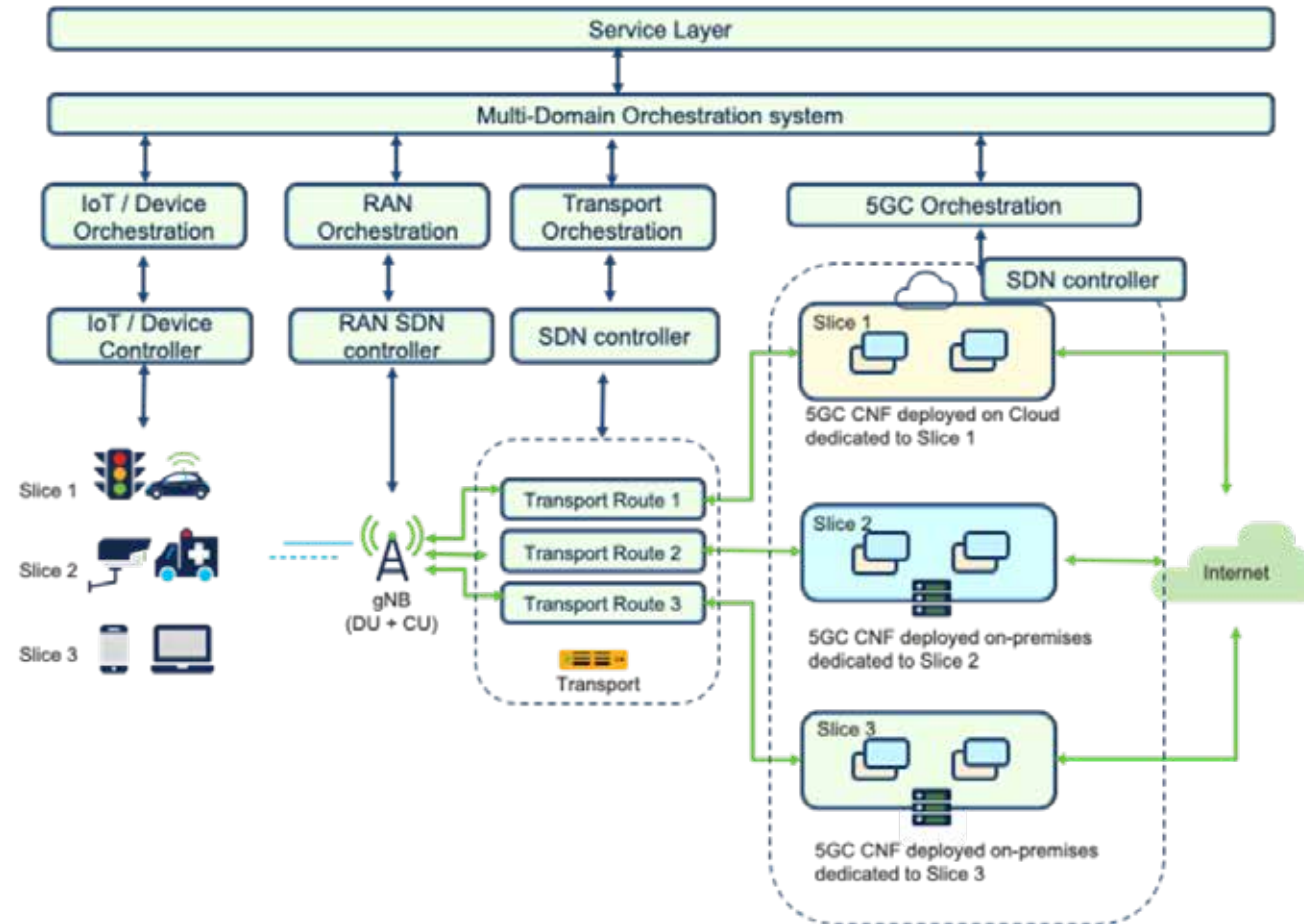 Service Layer
Multi-Domain Orchestration system
IoT / Device
Orchestration
RAN
Orchestration
Transport
Orchestration
5GC Orchestration
IoT / Device
Controller
RAN SDN
controller
SDN controller
SDN controller
Slice 1
Slice 2
Slice 3
gNB
(DU + CU)
Transport Route 1
Transport Route 2
Transport Route 3
Transport
Slice 1
5GC CNF deployed on Cloud
dedicated to Slice 1
Slice 2
5GC CNF deployed on-premises
dedicated to Slice 2
Slice 3
5GC CNF deployed on-premises
dedicated to Slice 3
Internet